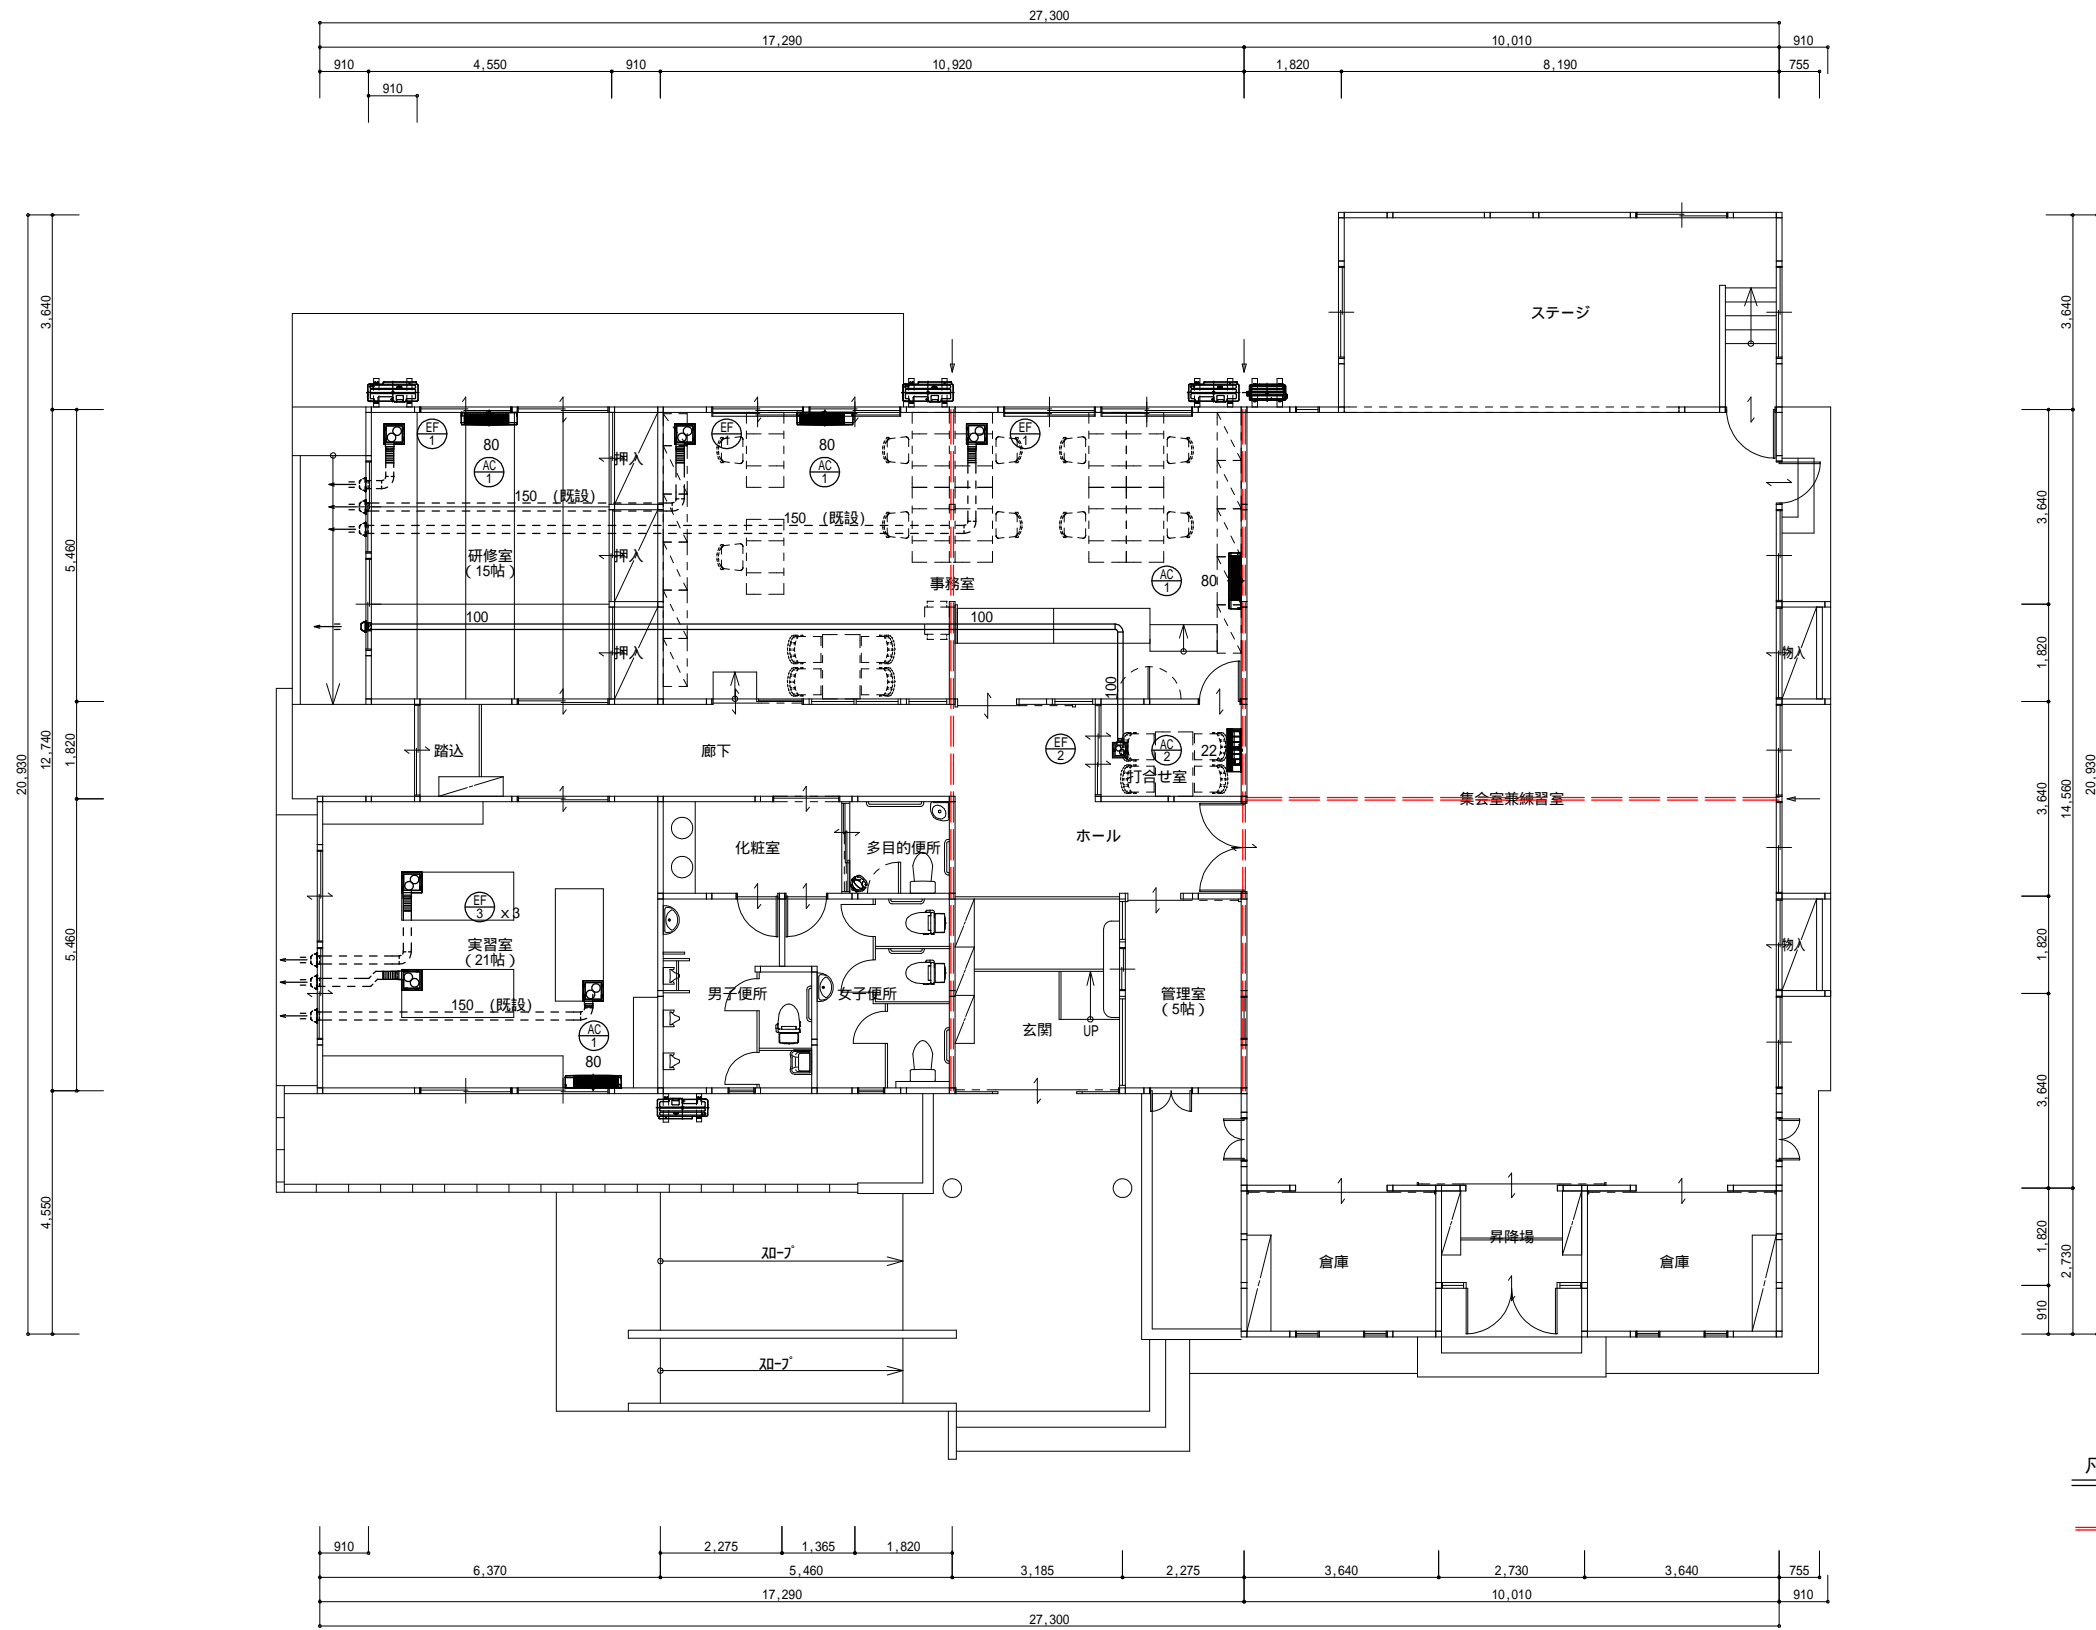 27,300
17,290
10,010
910
910
4,550
910
10,920
1,820
8,190
755
910
3,640
3,640
ステージ
EF
1
EF
1
EF
1
80
AC
1
80
AC
1
押入
150 (既設)
150 (既設)
3,640
5,460
研修室
(15帖)
押入
事務室
AC
1
80
100
100
押入
物入
1,820
100
20,930
12,740
1,820
踏込
廊下
EF
2
AC
2
22
打合せ室
20,930
14,560
3,640
集会室兼練習室
化粧室
多目的便所
ホール
EF
3
x3
5,460
実習室
(21帖)
物入
1,820
男子便所
女子便所
管理室
(5帖)
150 (既設)
AC
1
80
玄関
UP
3,640
4,550
昇降場
倉庫
倉庫
1,820
2,730
910
スロープ
スロープ
910
2,275
1,365
1,820
6,370
5,460
3,185
2,275
3,640
2,730
3,640
755
17,290
10,010
910
27,300